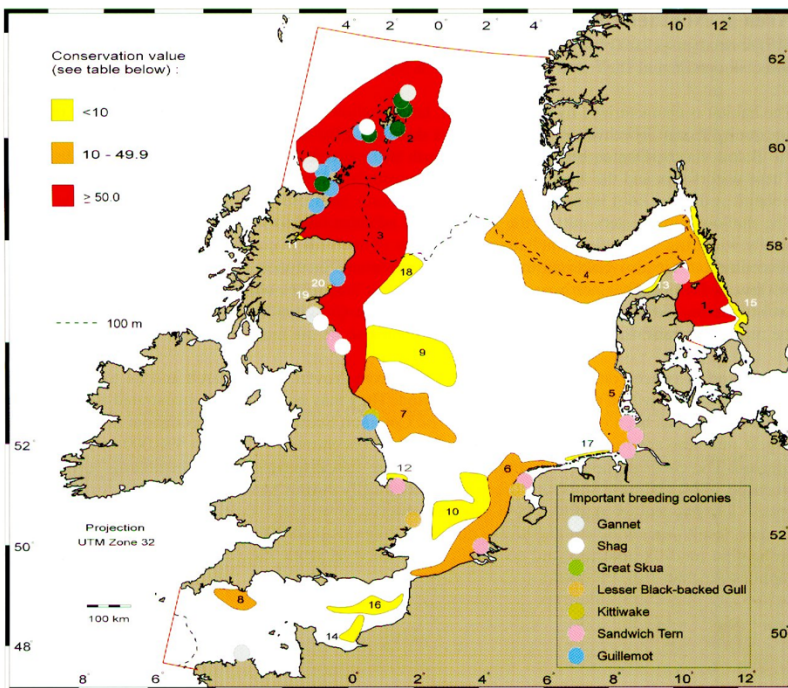 4 2 0 0 2 4 10 12
Conservation value
(see table below) :
<10
10 - 49.9
≥ 50.0
62
60
58
52
50
48
54
52
50
2
3
4
11
18
20
19
13
1
15
9
7
5
17
12
6
10
100 m
Projection
UTM Zone 32
100 km
8
16
14
Important breeding colonies
Gannet
Shag
Great Skua
Lesser Black-backed Gull
Kittiwake
Sandwich Tern
Guillemot
8 6 4 0 2 4 6 8 10 12